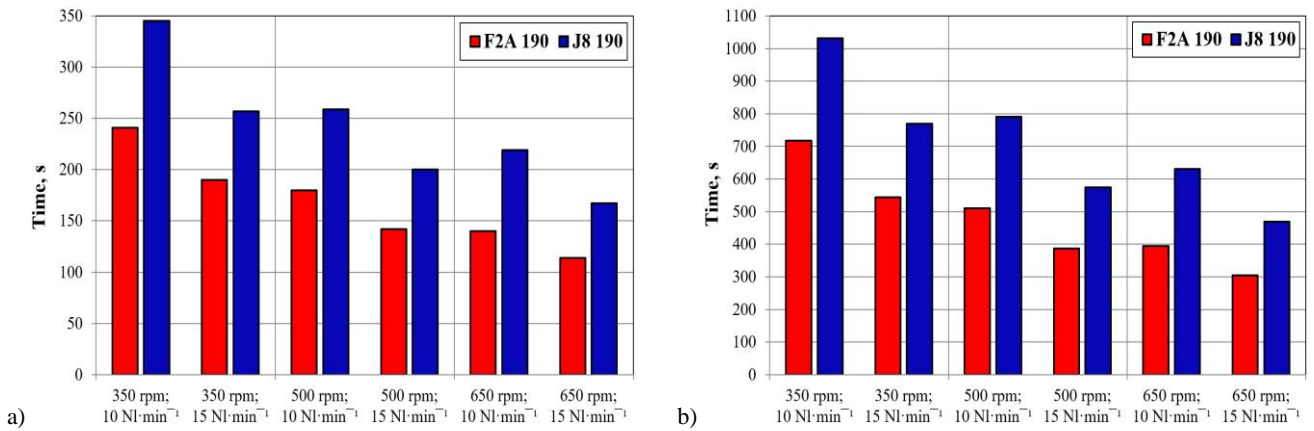 350
300
250
200
150
100
50
0
Time, s
F2A 190 J8 190
350 rpm; 350 rpm; 500 rpm; 500 rpm; 650 rpm; 650 rpm;
10 Nl·min⁻¹ 15 Nl·min⁻¹ 10 Nl·min⁻¹ 15 Nl·min⁻¹ 10 Nl·min⁻¹ 15 Nl·min⁻¹
a)
1100
1000
900
800
700
600
500
400
300
200
100
0
Time, s
F2A 190 J8 190
350 rpm; 350 rpm; 500 rpm; 500 rpm; 650 rpm; 650 rpm;
10 Nl·min⁻¹ 15 Nl·min⁻¹ 10 Nl·min⁻¹ 15 Nl·min⁻¹ 10 Nl·min⁻¹ 15 Nl·min⁻¹
b)